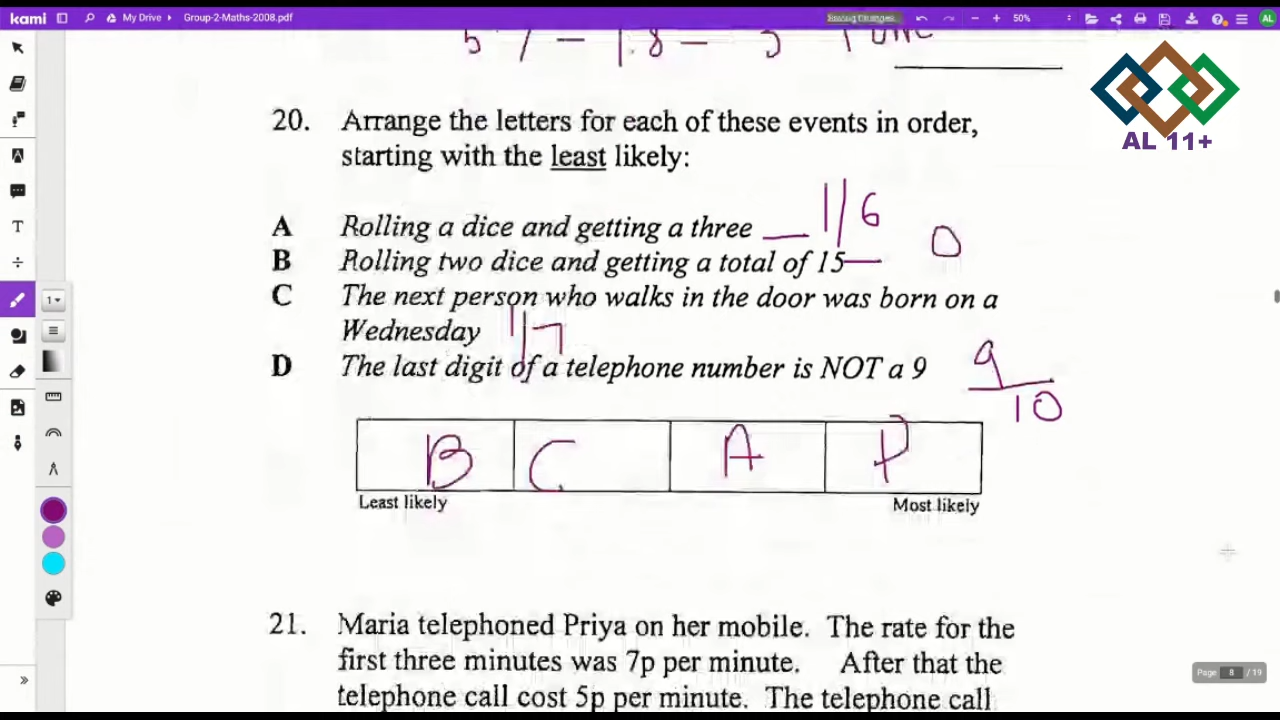 kami My Drive Group-2-Maths-2008.pdf 50% AL
57 - 18 - 3
AL 11+
20. Arrange the letters for each of these events in order,
starting with the least likely:
A Rolling a dice and getting a three 1/6
B Rolling two dice and getting a total of 15 0
C The next person who walks in the door was born on a
Wednesday 1/7
D The last digit of a telephone number is NOT a 9 9/10
B C A D
Least likely Most likely
21. Maria telephoned Priya on her mobile. The rate for the
first three minutes was 7p per minute. After that the
telephone call cost 5p per minute. The telephone call
Page 8 / 19
1